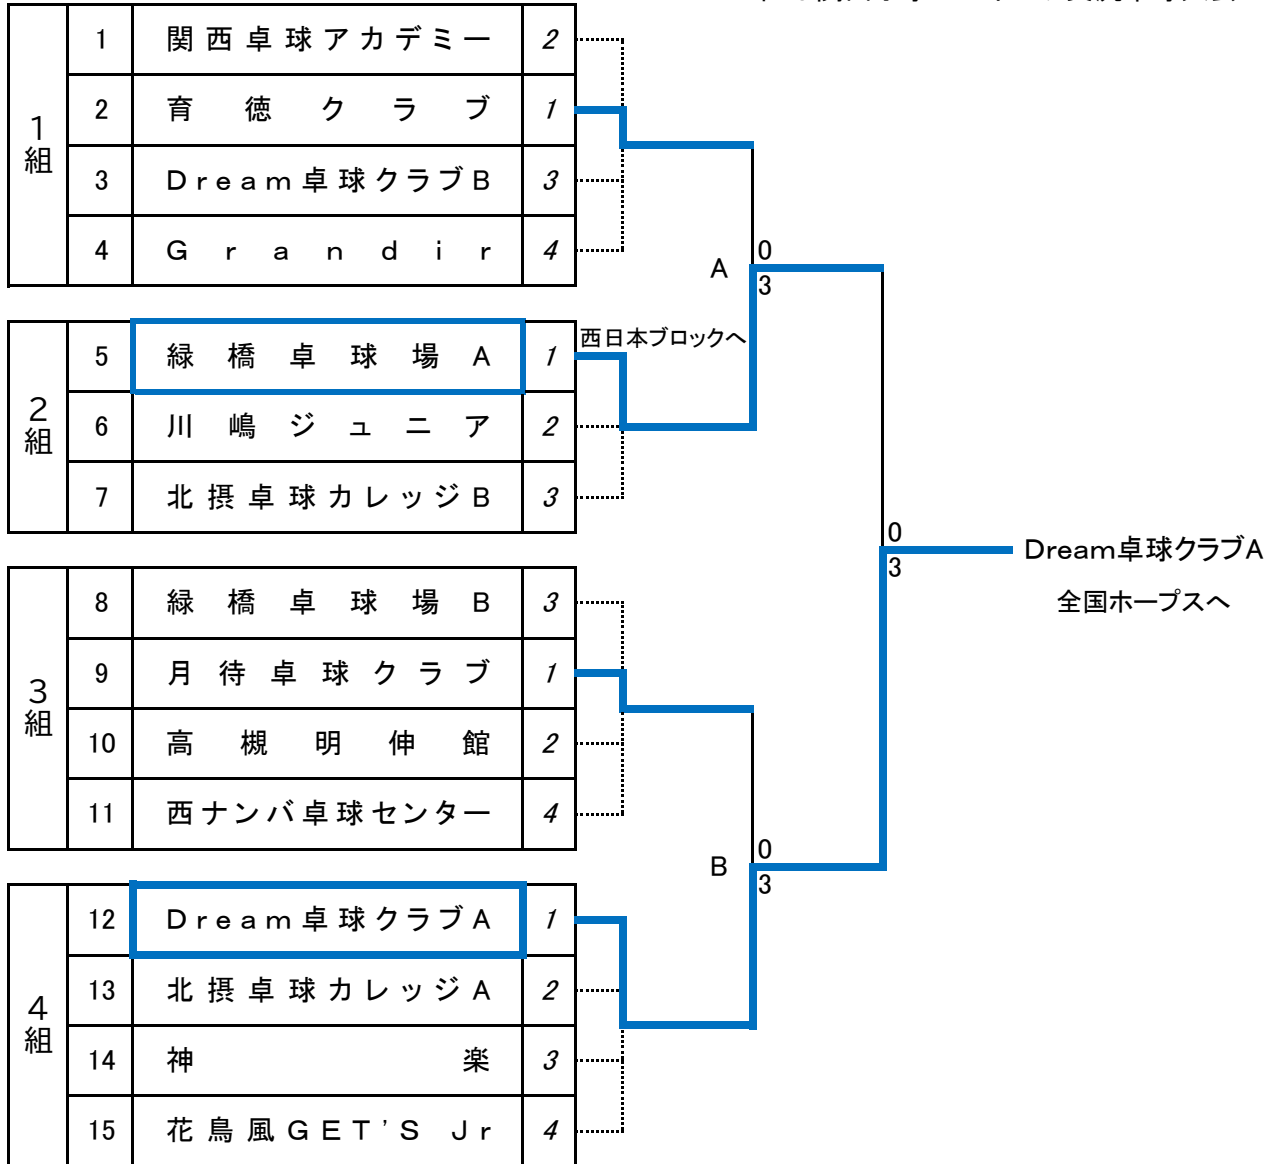 1組
1 関西卓球アカデミー 2
2 育徳クラブ 1
3 Dream卓球クラブB 3
4 Grandir 4
2組
5 緑橋卓球場A 1
6 川嶋ジュニア 2
7 北摂卓球カレッジB 3
3組
8 緑橋卓球場B 3
9 月待卓球クラブ 1
10 高槻明伸館 2
11 西ナンバ卓球センター 4
4組
12 Dream卓球クラブA 1
13 北摂卓球カレッジA 2
14 神楽 3
15 花鳥風GET'S Jr 4
西日本ブロックへ
A
0
3
B
0
3
0
3
Dream卓球クラブA
全国ホープスへ